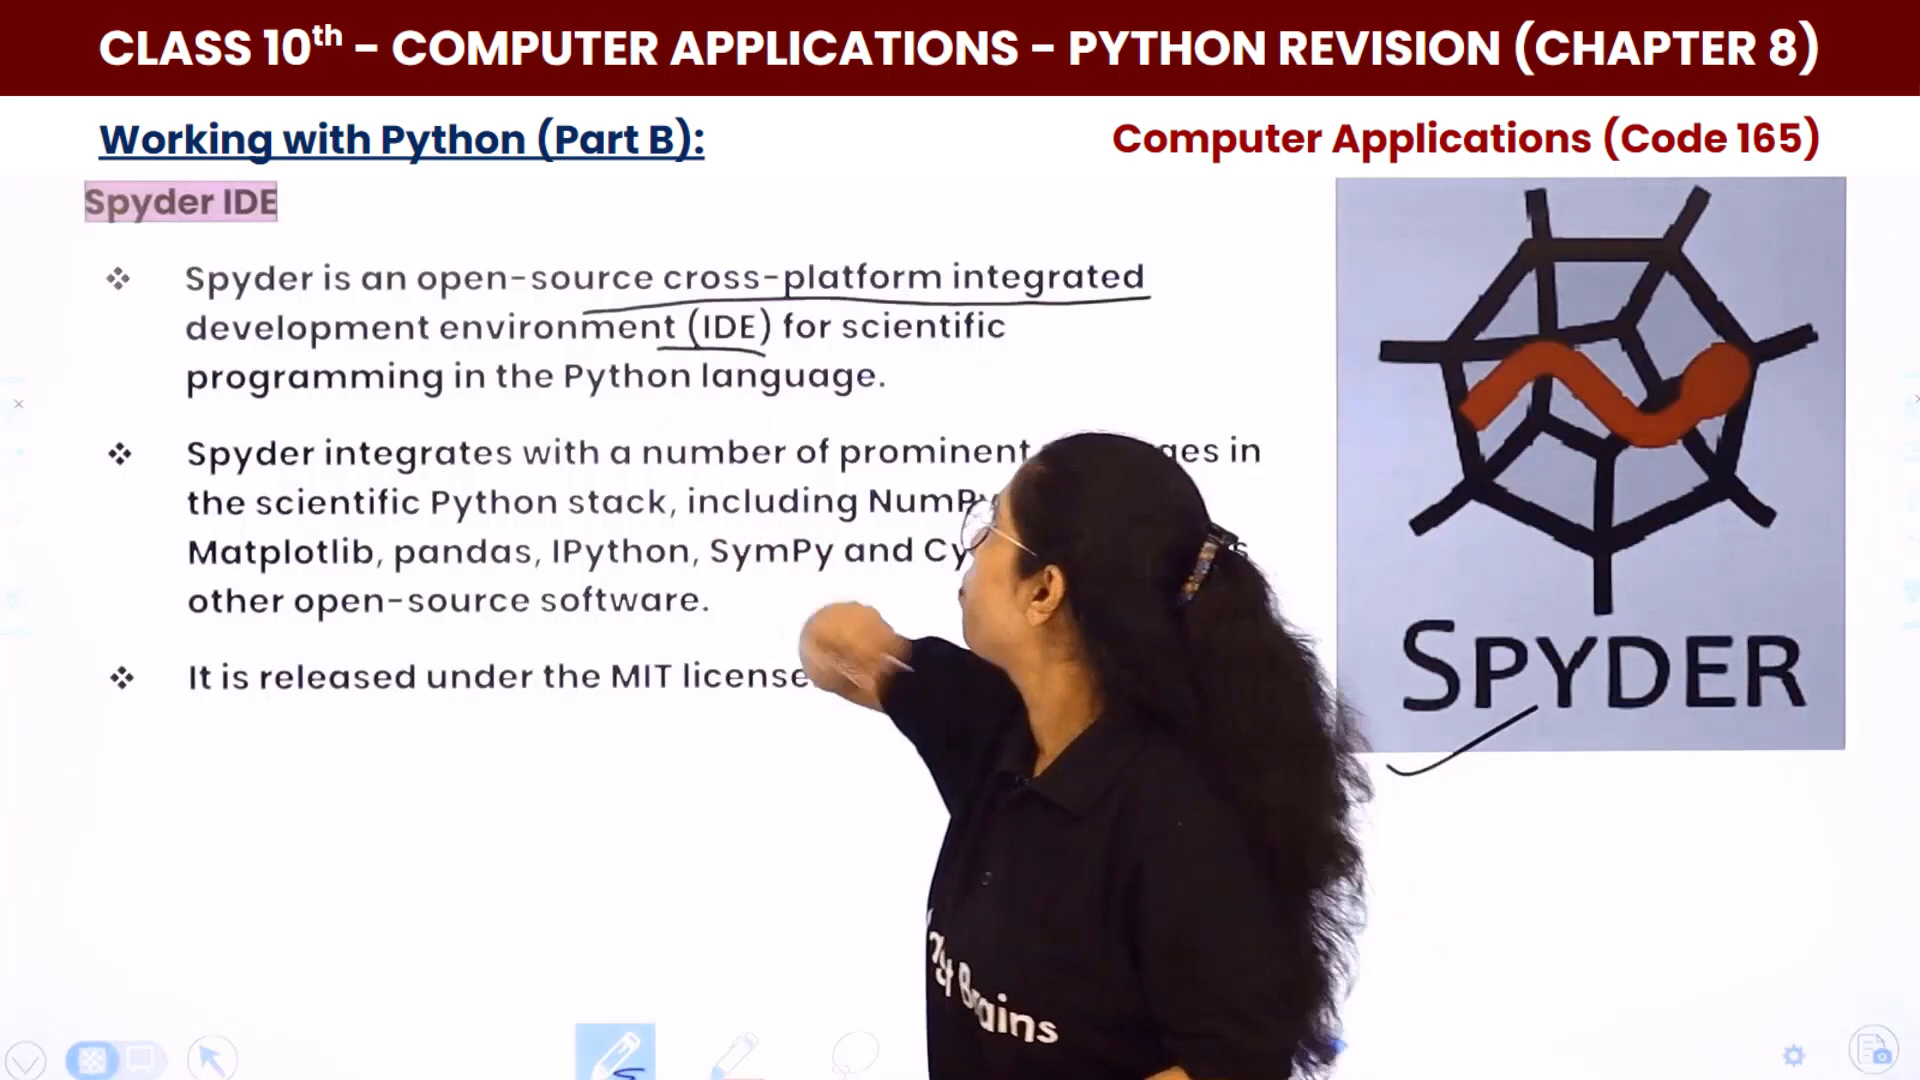 CLASS 10th – COMPUTER APPLICATIONS – PYTHON REVISION (CHAPTER 8)
Working with Python (Part B):
Computer Applications (Code 165)
Spyder IDE
❖ Spyder is an open-source cross-platform integrated
development environment (IDE) for scientific
programming in the Python language.
❖ Spyder integrates with a number of prominent in
the scientific Python stack, including
Matplotlib, pandas, IPython, SymPy and
other open-source software.
❖ It is released under the MIT license
SPYDER
Brains